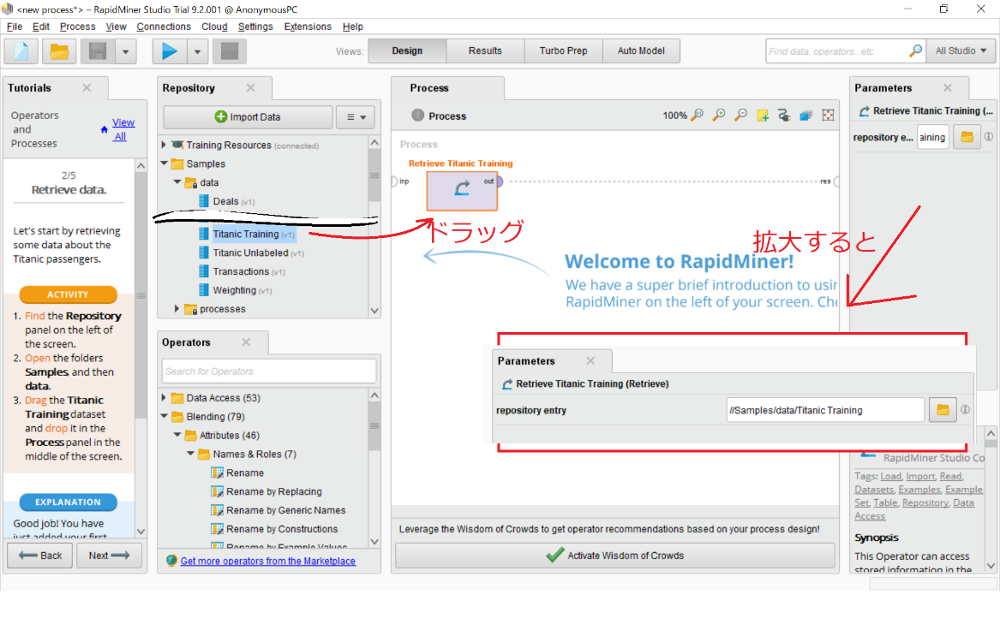 <new process*> – RapidMiner Studio Trial 9.2.001 @ AnonymousPC
File Edit Process View Connections Cloud Settings Extensions Help
Views: Design Results Turbo Prep Auto Model
Find data, operators...etc
All Studio
Tutorials
Operators
and
Processes
View
All
2/5
Retrieve data.
Let's start by retrieving
some data about the
Titanic passengers.
ACTIVITY
1. Find the Repository
panel on the left of
the screen.
2. Open the folders
Samples, and then
data.
3. Drag the Titanic
Training dataset
and drop it in the
Process panel in the
middle of the screen.
EXPLANATION
Good job! You have
just added your first
Back
Next
Repository
Import Data
Training Resources (connected)
Samples
data
Deals (v1)
Titanic Training (v1)
Titanic Unlabeled (v1)
Transactions (v1)
Weighting (v1)
processes
Operators
Search for Operators
Data Access (53)
Blending (79)
Attributes (46)
Names & Roles (7)
Rename
Rename by Replacing
Rename by Generic Names
Rename by Constructions
Rename by Example Values
Get more operators from the Marketplace
Process
Process
100%
Process
Retrieve Titanic Training
inp
out
res
ドラッグ
拡大すると
Welcome to RapidMiner!
We have a super brief introduction to usin
RapidMiner on the left of your screen. Che
Parameters
Retrieve Titanic Training (Retrieve)
repository entry
//Samples/data/Titanic Training
Leverage the Wisdom of Crowds to get operator recommendations based on your process design!
Activate Wisdom of Crowds
Parameters
Retrieve Titanic Training (...
repository e...
aining
RapidMiner Studio Co
Tags: Load, Import, Read,
Datasets, Examples, Example
Set, Table, Repository, Data
Access
Synopsis
This Operator can access
stored information in the